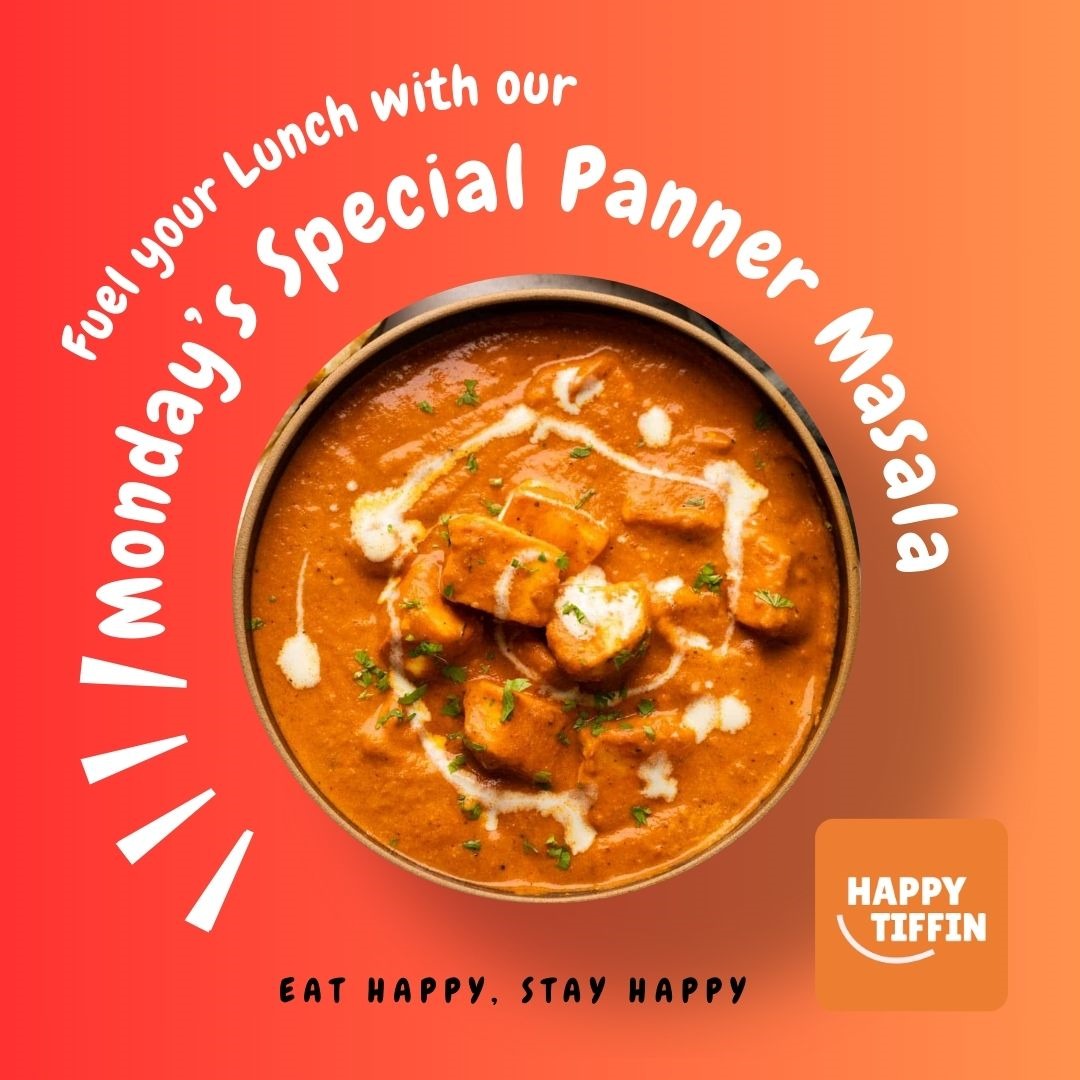 Fuel your Lunch with our
Monday's Special Panner Masala
HAPPY
TIFFIN
EAT HAPPY, STAY HAPPY